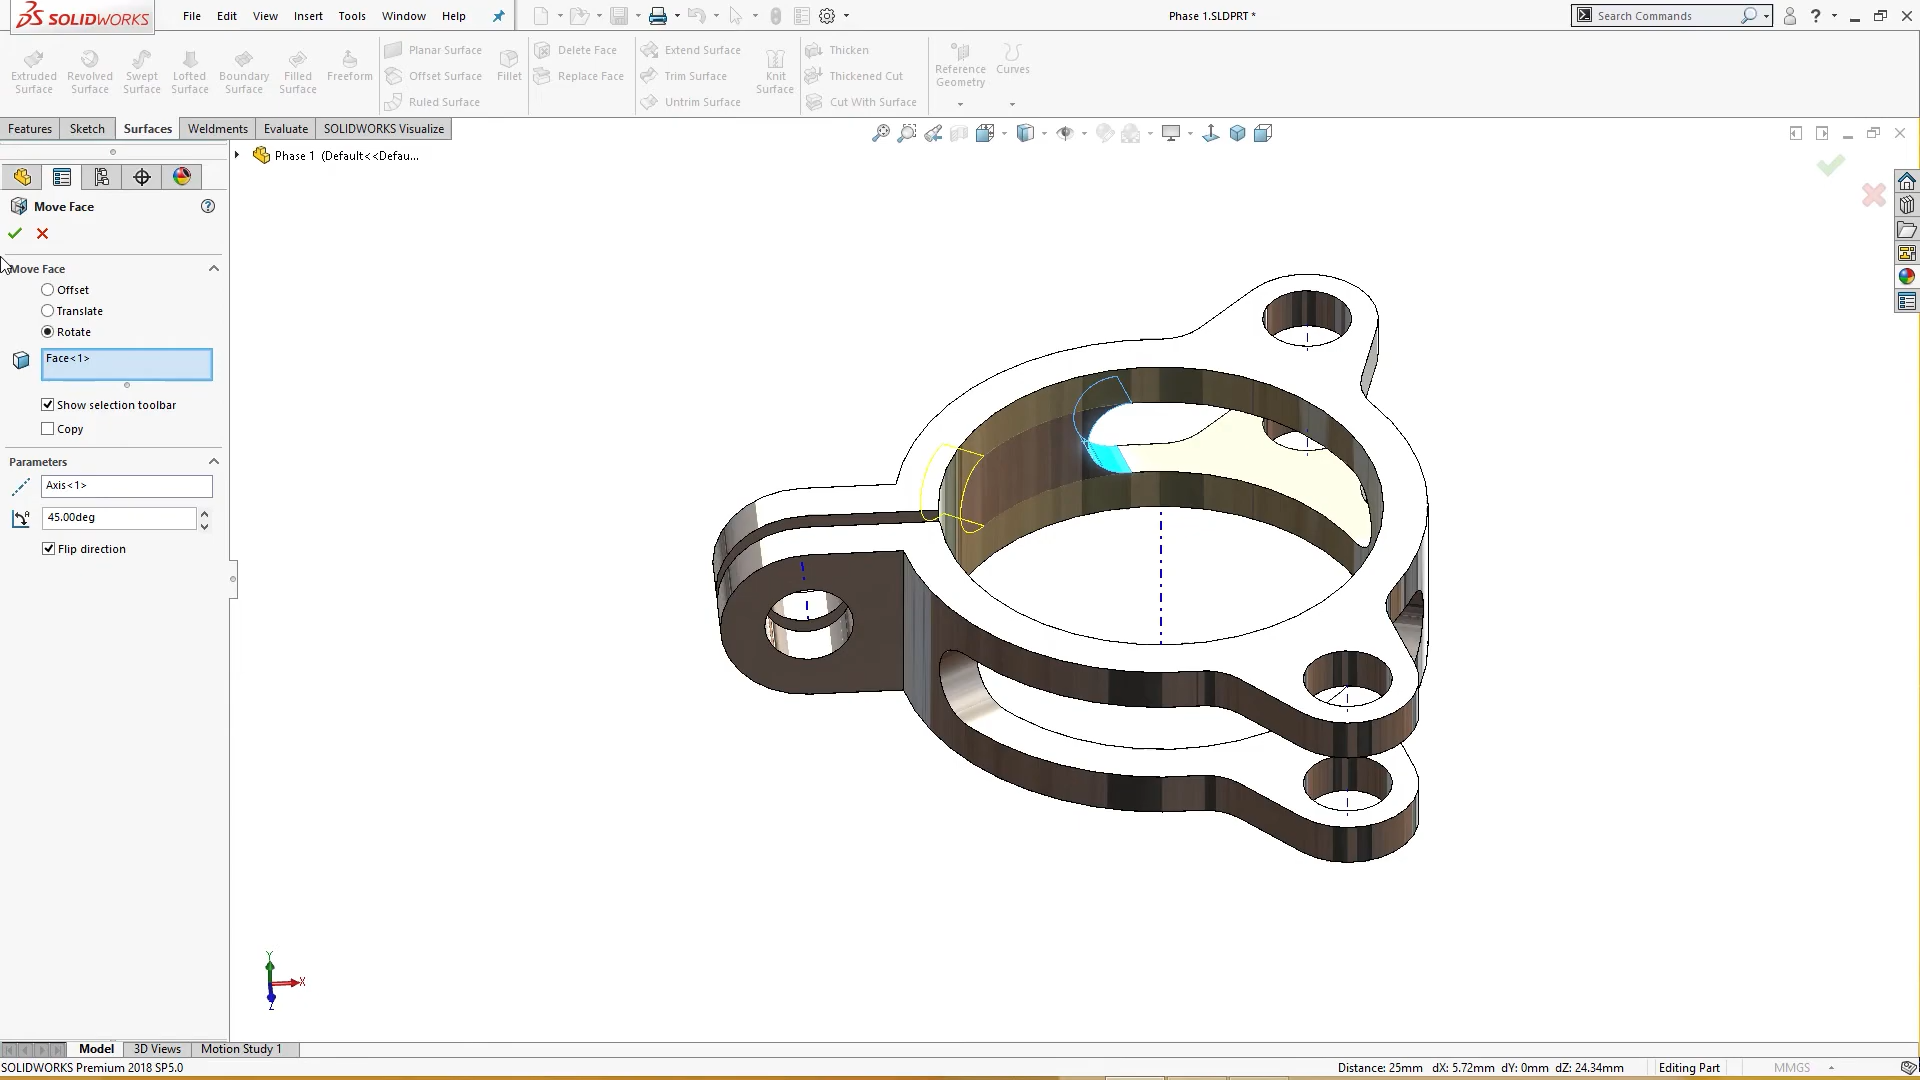 SOLIDWORKS
File Edit View Insert Tools Window Help
Phase 1.SLDPRT *
Search Commands
?
Extruded Surface
Revolved Surface
Swept Surface
Lofted Surface
Boundary Surface
Filled Surface
Freeform
Planar Surface
Offset Surface
Ruled Surface
Fillet
Delete Face
Replace Face
Extend Surface
Trim Surface
Untrim Surface
Knit Surface
Thicken
Thickened Cut
Cut With Surface
Reference Geometry
Curves
Features Sketch Surfaces Weldments Evaluate SOLIDWORKS Visualize
Phase 1 (Default<<Defau...
Move Face
?
Move Face
Offset
Translate
Rotate
Face<1>
Show selection toolbar
Copy
Parameters
Axis<1>
45.00deg
Flip direction
Y
X
Z
Model 3D Views Motion Study 1
SOLIDWORKS Premium 2018 SP5.0
Distance: 25mm dX: 5.72mm dY: 0mm dZ: 24.34mm
Editing Part
MMGS